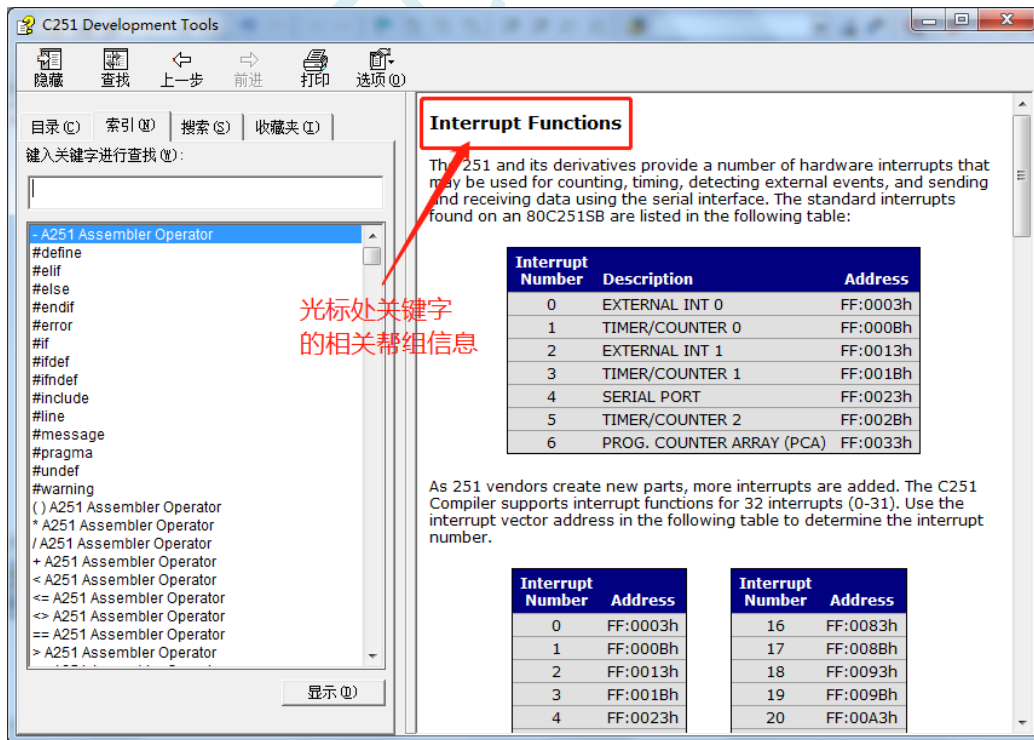 C251 Development Tools
隐藏 查找 上一步 前进 打印 选项(O)
目录(C) 索引(N) 搜索(S) 收藏夹(I)
键入关键字进行查找(W):
- A251 Assembler Operator
#define
#elif
#else
#endif
#error
#if
#ifdef
#ifndef
#include
#line
#message
#pragma
#undef
#warning
( ) A251 Assembler Operator
* A251 Assembler Operator
/ A251 Assembler Operator
+ A251 Assembler Operator
< A251 Assembler Operator
<= A251 Assembler Operator
<> A251 Assembler Operator
== A251 Assembler Operator
> A251 Assembler Operator
显示(D)
光标处关键字
的相关帮组信息
Interrupt Functions
The 251 and its derivatives provide a number of hardware interrupts that
may be used for counting, timing, detecting external events, and sending
and receiving data using the serial interface. The standard interrupts
found on an 80C251SB are listed in the following table:
Interrupt
Number Description Address
0 EXTERNAL INT 0 FF:0003h
1 TIMER/COUNTER 0 FF:000Bh
2 EXTERNAL INT 1 FF:0013h
3 TIMER/COUNTER 1 FF:001Bh
4 SERIAL PORT FF:0023h
5 TIMER/COUNTER 2 FF:002Bh
6 PROG. COUNTER ARRAY (PCA) FF:0033h
As 251 vendors create new parts, more interrupts are added. The C251
Compiler supports interrupt functions for 32 interrupts (0-31). Use the
interrupt vector address in the following table to determine the interrupt
number.
Interrupt Interrupt
Number Address Number Address
0 FF:0003h 16 FF:0083h
1 FF:000Bh 17 FF:008Bh
2 FF:0013h 18 FF:0093h
3 FF:001Bh 19 FF:009Bh
4 FF:0023h 20 FF:00A3h